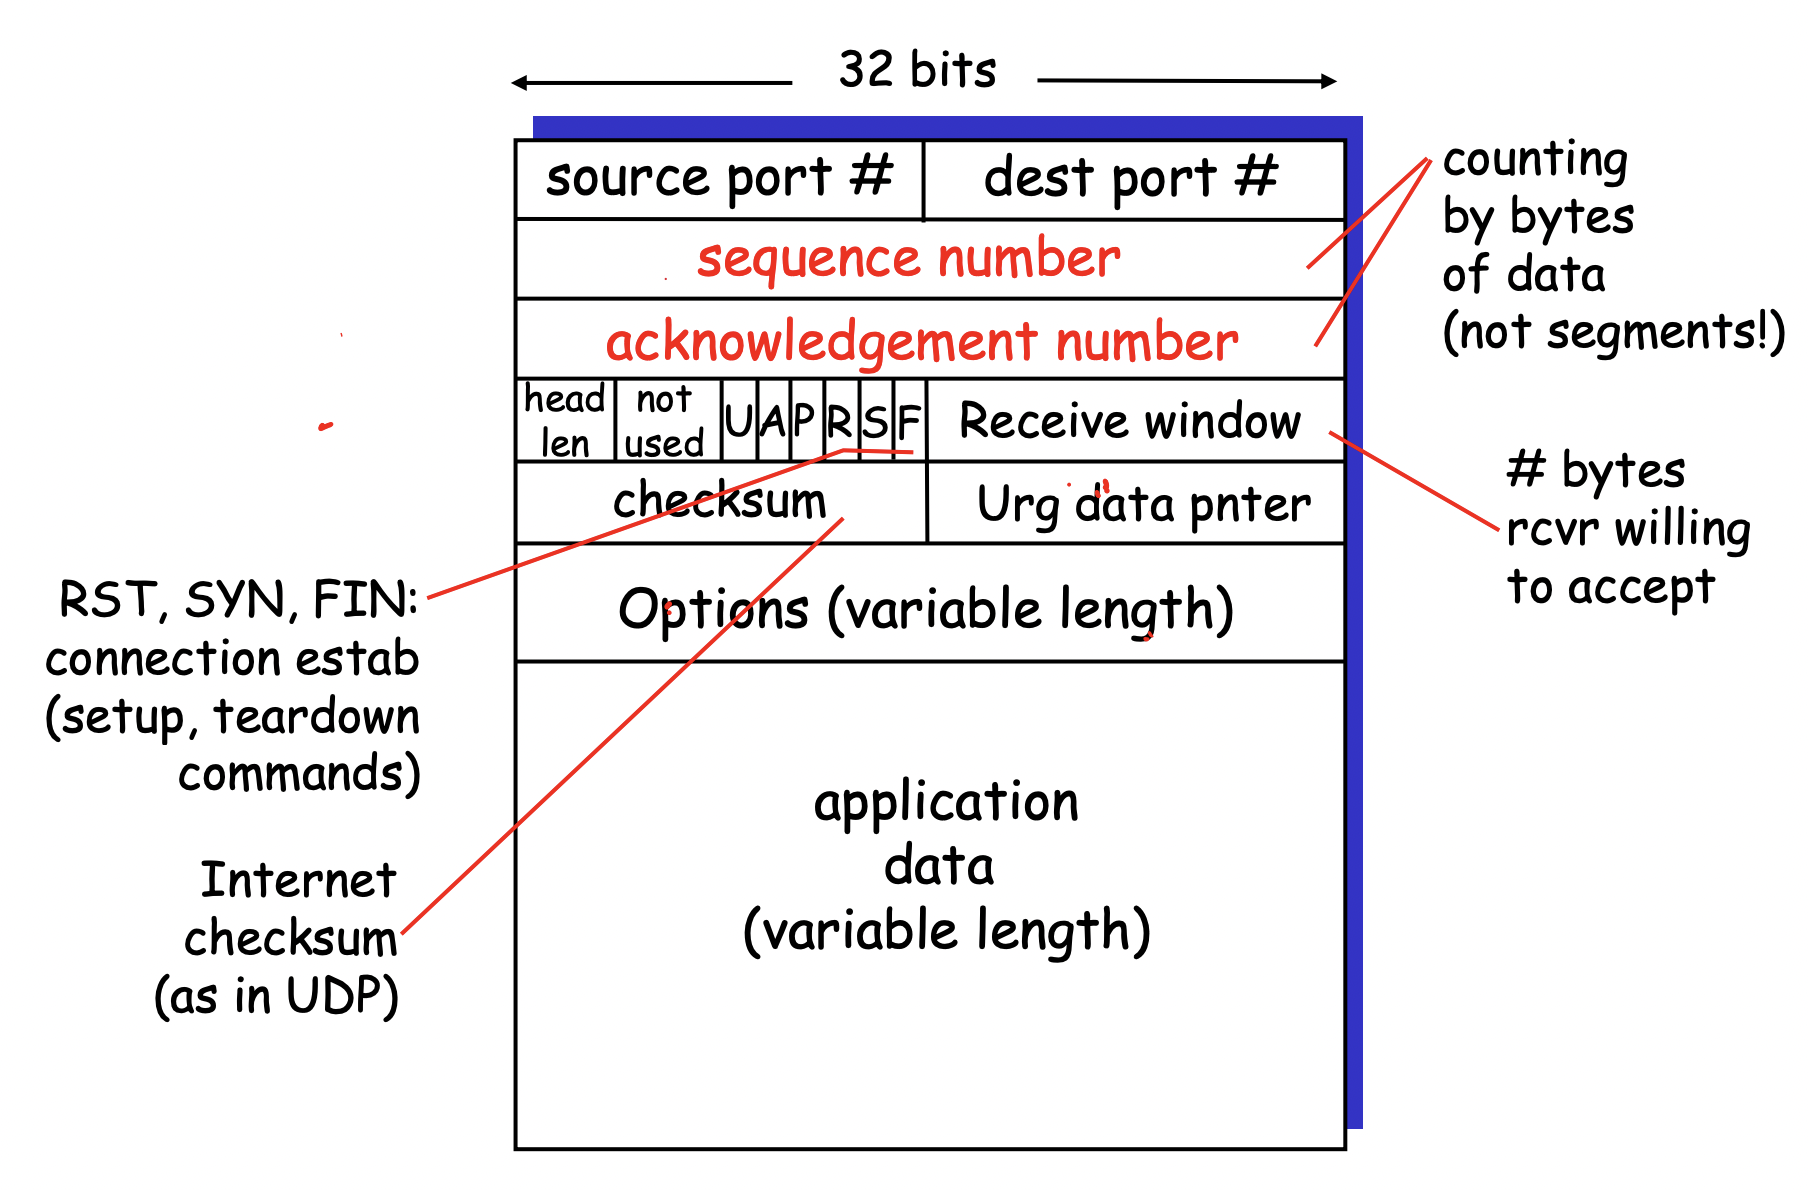 32 bits
source port # dest port #
sequence number
acknowledgement number
head len not used U A P R S F Receive window
checksum Urg data pnter
Options (variable length)
application
data
(variable length)
counting
by bytes
of data
(not segments!)
# bytes
rcvr willing
to accept
RST, SYN, FIN:
connection estab
(setup, teardown
commands)
Internet
checksum
(as in UDP)